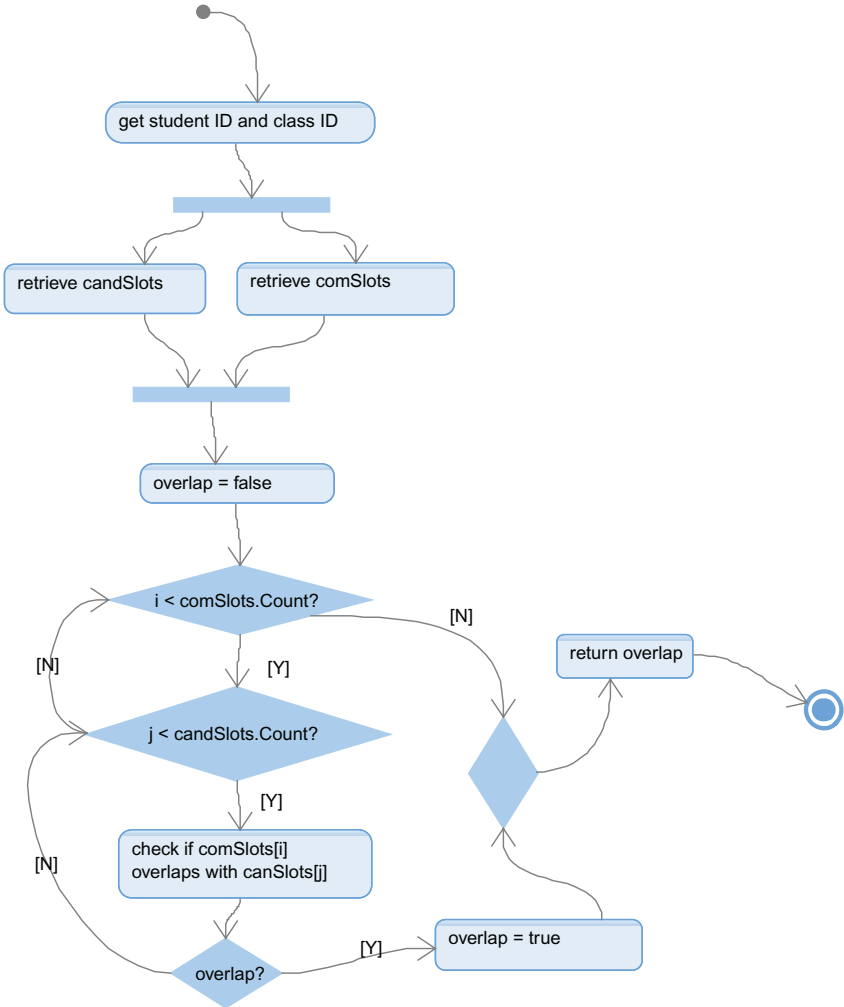 get student ID and class ID
retrieve candSlots
retrieve comSlots
overlap = false
i < comSlots.Count?
[N]
return overlap
[N]
[Y]
j < candSlots.Count?
[Y]
check if comSlots[i]
overlaps with canSlots[j]
[N]
overlap?
[Y]
overlap = true